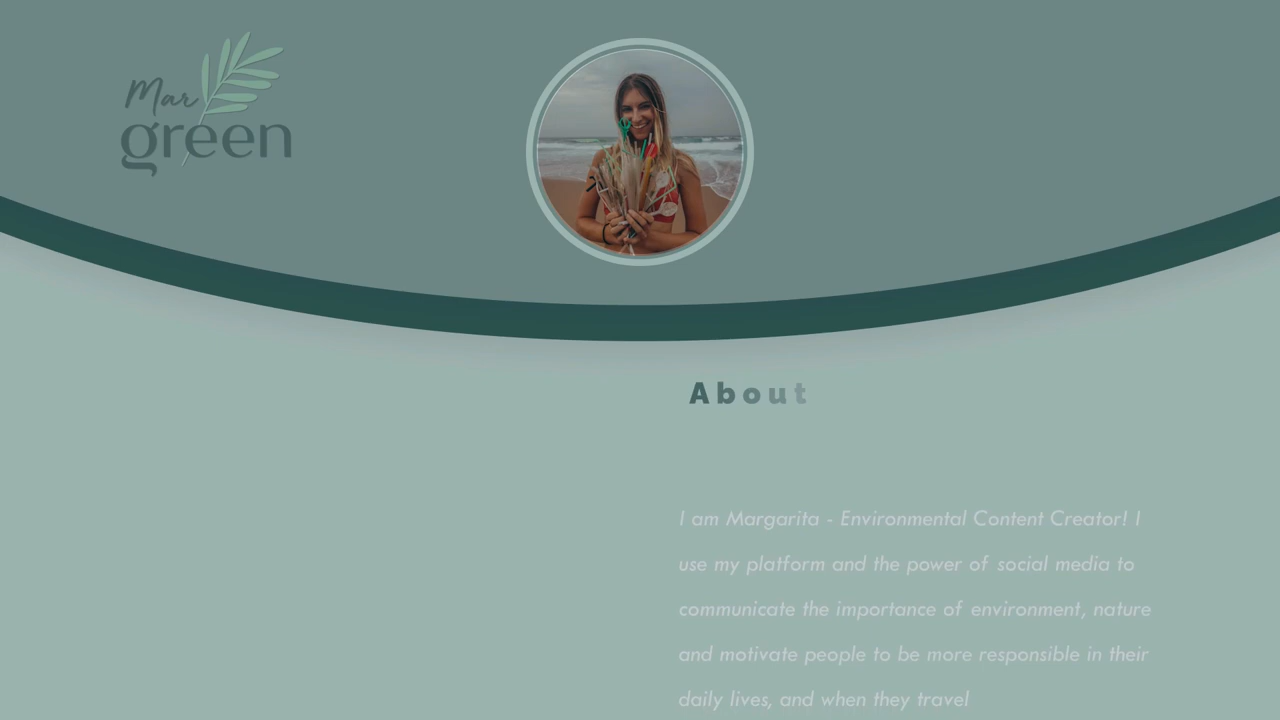 Mar
green
About
I am Margarita - Environmental Content Creator! I
use my platform and the power of social media to
communicate the importance of environment, nature
and motivate people to be more responsible in their
daily lives, and when they travel